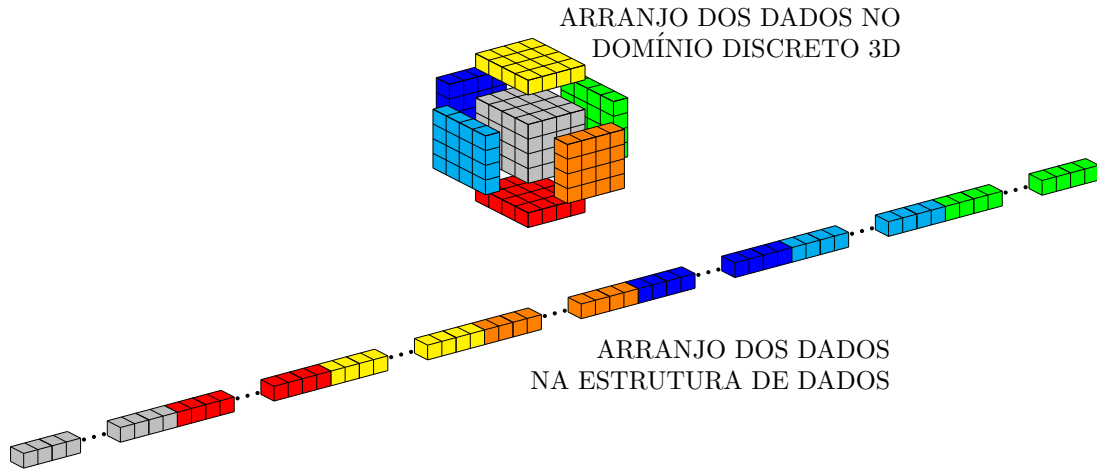 ARRANJO DOS DADOS NO
DOMÍNIO DISCRETO 3D
ARRANJO DOS DADOS
NA ESTRUTURA DE DADOS